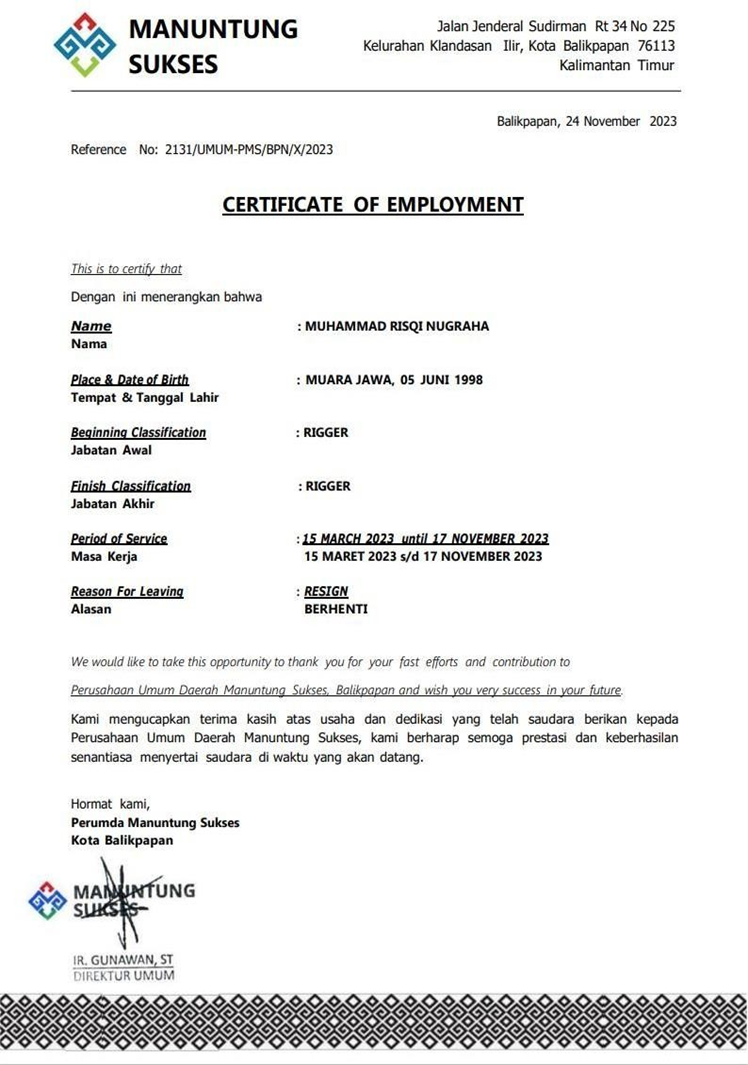 MANUNTUNG
SUKSES
Jalan Jenderal Sudirman Rt 34 No 225
Kelurahan Klandasan Ilir, Kota Balikpapan 76113
Kalimantan Timur
Balikpapan, 24 November 2023
Reference No: 2131/UMUM-PMS/BPN/X/2023
CERTIFICATE OF EMPLOYMENT
This is to certify that
Dengan ini menerangkan bahwa
Name : MUHAMMAD RISQI NUGRAHA
Nama
Place & Date of Birth : MUARA JAWA, 05 JUNI 1998
Tempat & Tanggal Lahir
Beginning Classification : RIGGER
Jabatan Awal
Finish Classification : RIGGER
Jabatan Akhir
Period of Service : 15 MARCH 2023 until 17 NOVEMBER 2023
Masa Kerja 15 MARET 2023 s/d 17 NOVEMBER 2023
Reason For Leaving : RESIGN
Alasan BERHENTI
We would like to take this opportunity to thank you for your fast efforts and contribution to
Perusahaan Umum Daerah Manuntung Sukses, Balikpapan and wish you very success in your future.
Kami mengucapkan terima kasih atas usaha dan dedikasi yang telah saudara berikan kepada
Perusahaan Umum Daerah Manuntung Sukses, kami berharap semoga prestasi dan keberhasilan
senantiasa menyertai saudara di waktu yang akan datang.
Hormat kami,
Perumda Manuntung Sukses
Kota Balikpapan
MANUNTUNG
SUKSES
IR. GUNAWAN, ST
DIREKTUR UMUM